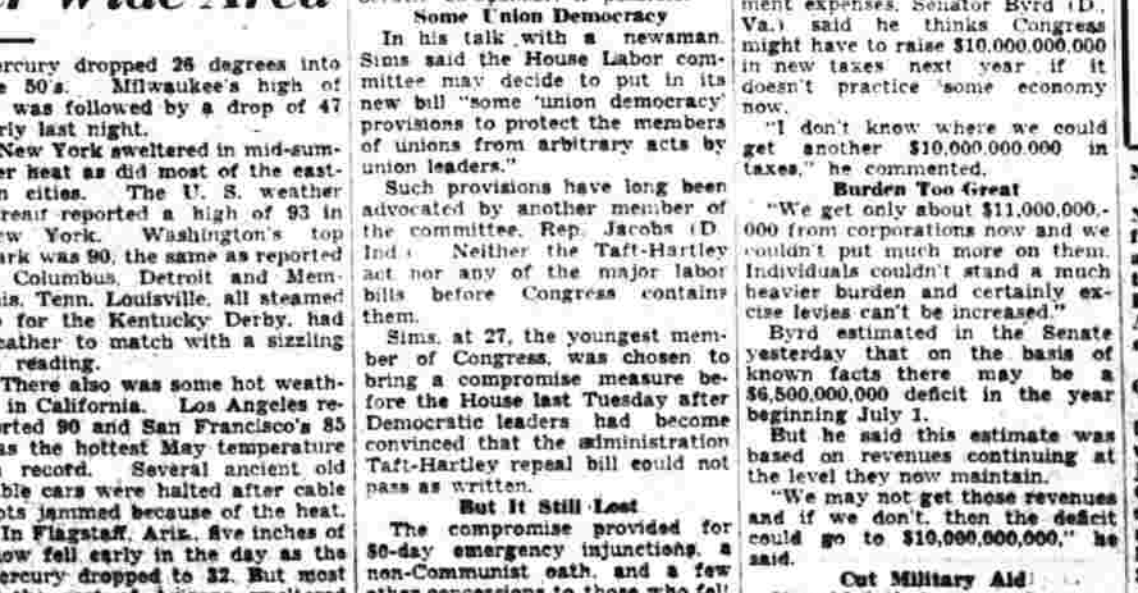 Wide Area
ercury dropped 26 degrees into
e 50's. Milwaukee's high of
was followed by a drop of 47
rly last night.
New York sweltered in mid-sum-
er heat as did most of the east-
n cities. The U. S. weather
reau reported a high of 93 in
ew York. Washington's top
ark was 90, the same as reported
Columbus, Detroit and Mem-
is, Tenn. Louisville, all steamed
for the Kentucky Derby, had
eather to match with a sizzling
reading.
There also was some hot weath-
in California. Los Angeles re-
orted 90 and San Francisco's 85
as the hottest May temperature
record. Several ancient old
ble cars were halted after cable
ots jammed because of the heat.
In Flagstaff, Ariz., five inches of
ow fell early in the day as the
ercury dropped to 32. But most
Some Union Democracy
In his talk with a newsman,
Sims said the House Labor com-
mittee may decide to put in its
new bill "some 'union democracy'
provisions to protect the members
of unions from arbitrary acts by
union leaders."
Such provisions have long been
advocated by another member of
the committee, Rep. Jacobs (D.
Ind.) Neither the Taft-Hartley
act nor any of the major labor
bills before Congress contains
them.
Sims, at 27, the youngest mem-
ber of Congress, was chosen to
bring a compromise measure be-
fore the House last Tuesday after
Democratic leaders had become
convinced that the administration
Taft-Hartley repeal bill could not
pass as written.
But It Still Lost
The compromise provided for
80-day emergency injunctions, a
non-Communist oath, and a few
other concessions to those who fell
ment expenses, Senator Byrd (D.,
Va.) said he thinks Congress
might have to raise $10,000,000,000
in new taxes next year if it
doesn't practice some economy
now.
"I don't know where we could
get another $10,000,000,000 in
taxes," he commented.
Burden Too Great
"We get only about $11,000,000,-
000 from corporations now and we
couldn't put much more on them.
Individuals couldn't stand a much
heavier burden and certainly ex-
cise levies can't be increased."
Byrd estimated in the Senate
yesterday that on the basis of
known facts there may be a
$6,500,000,000 deficit in the year
beginning July 1.
But he said this estimate was
based on revenues continuing at
the level they now maintain.
"We may not get those revenues
and if we don't, then the deficit
could go to $10,000,000,000," he
said.
Cut Military Aid